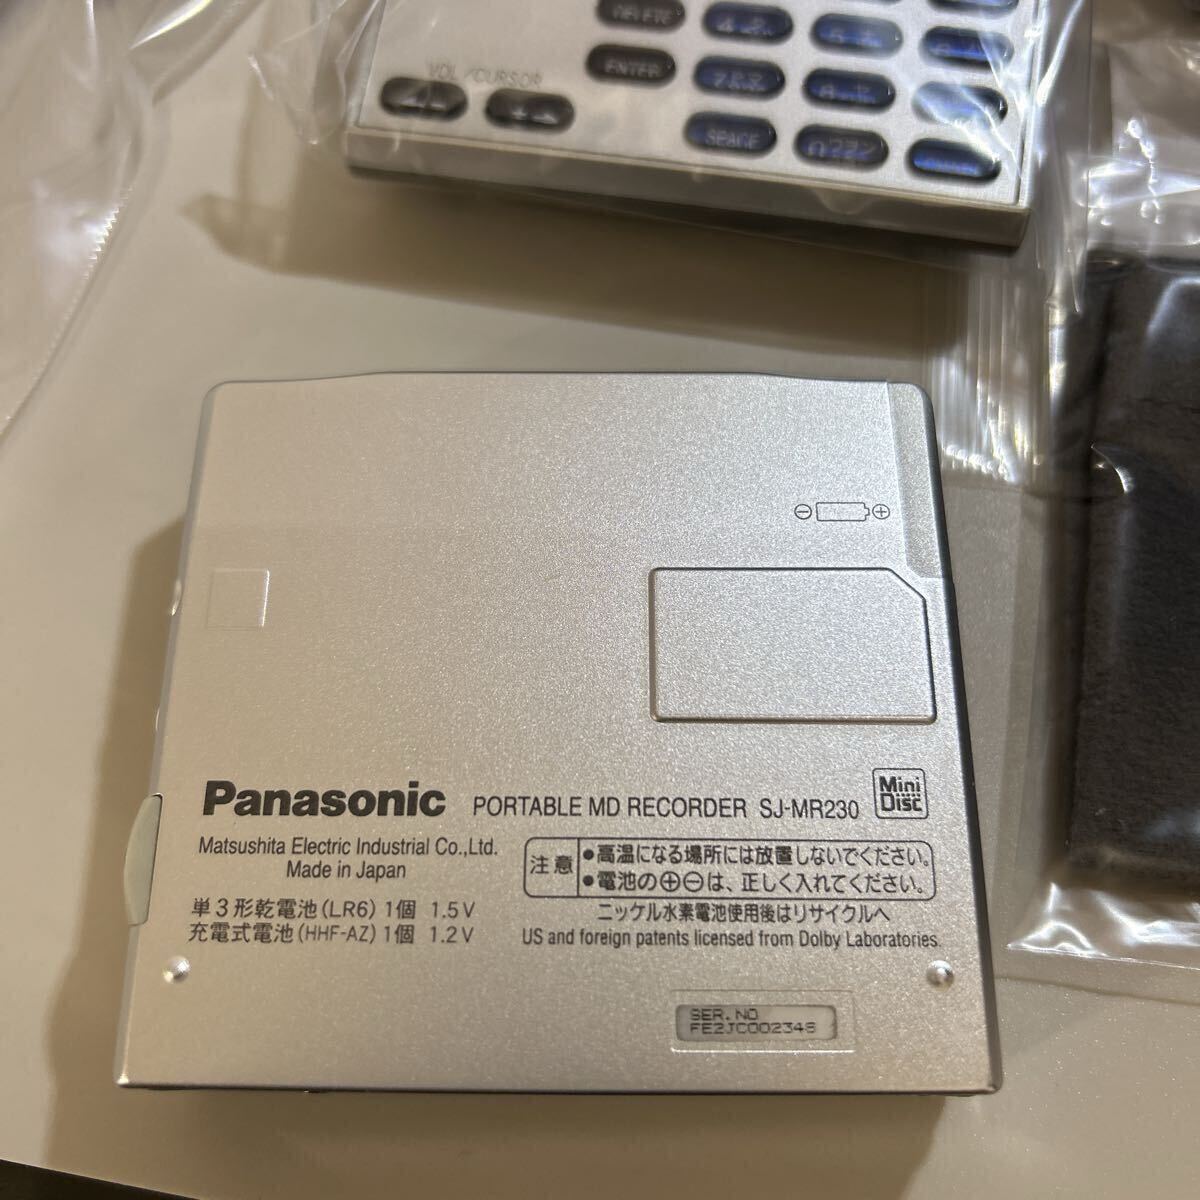 DELETE
ENTER
VOL/CURSOR
SPACE
Panasonic PORTABLE MD RECORDER SJ-MR230 Mini Disc
Matsushita Electric Industrial Co.,Ltd.
Made in Japan
注意
●高温になる場所には放置しないでください。
●電池の⊕⊖は、正しく入れてください。
単3形乾電池(LR6)1個 1.5V
充電式電池(HHF-AZ)1個 1.2V
ニッケル水素電池使用後はリサイクルへ
US and foreign patents licensed from Dolby Laboratories.
SER.NO